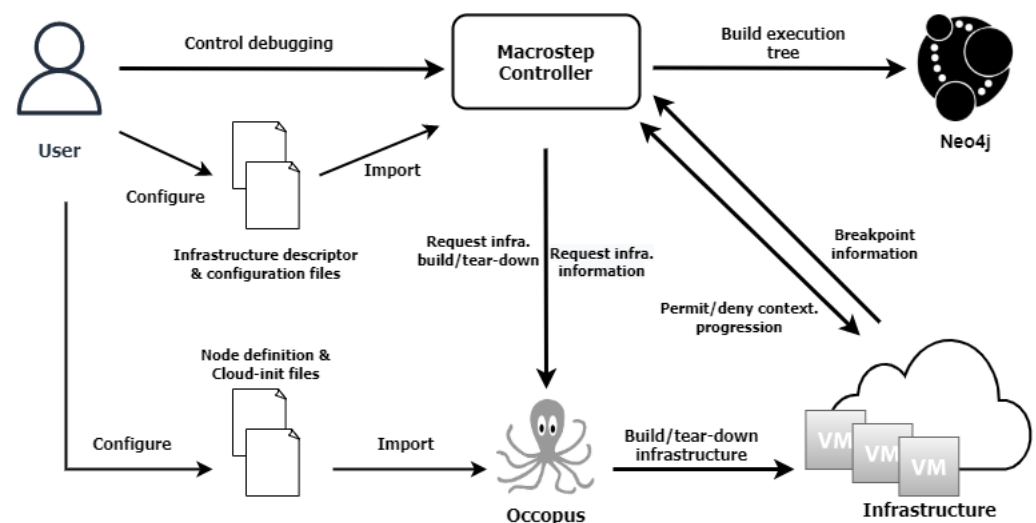 Control debugging
Macrostep
Controller
Build execution
tree
User
Neo4j
Configure
Import
Infrastructure descriptor
& configuration files
Request infra.
build/tear-down
Request infra.
information
Breakpoint
information
Permit/deny context.
progression
Node definition &
Cloud-init files
Configure
Import
Build/tear-down
infrastructure
VM
VM
VM
Occopus
Infrastructure